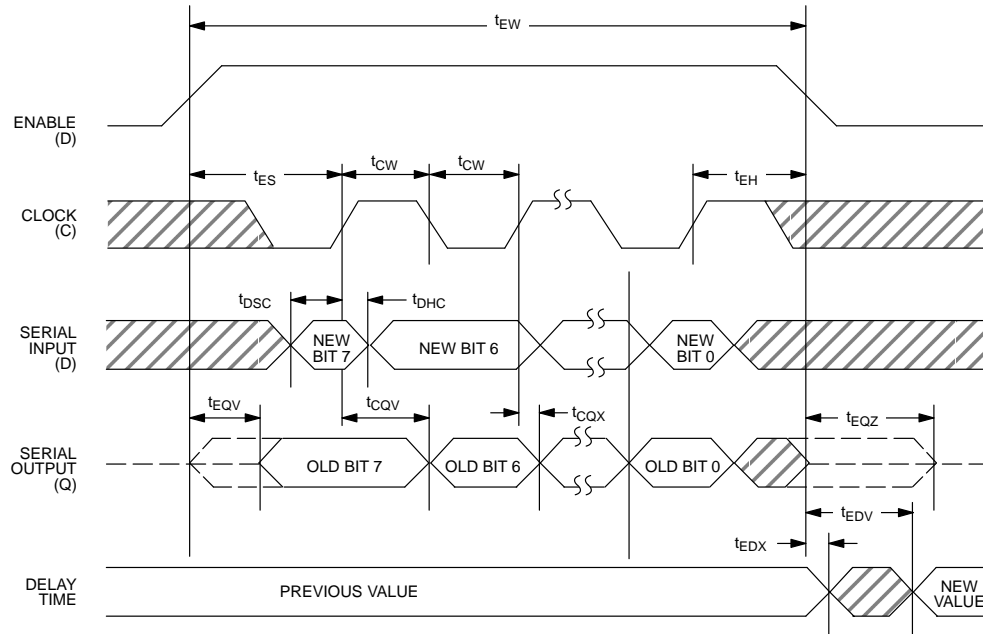 tEW
ENABLE
(D)
tES
tCW
tCW
tEH
CLOCK
(C)
tDSC
tDHC
SERIAL
INPUT
(D)
NEW
BIT 7
NEW BIT 6
NEW
BIT 0
tEQV
tCQV
tCQX
tEQZ
SERIAL
OUTPUT
(Q)
OLD BIT 7
OLD BIT 6
OLD BIT 0
tEDV
tEDX
DELAY
TIME
PREVIOUS VALUE
NEW
VALUE